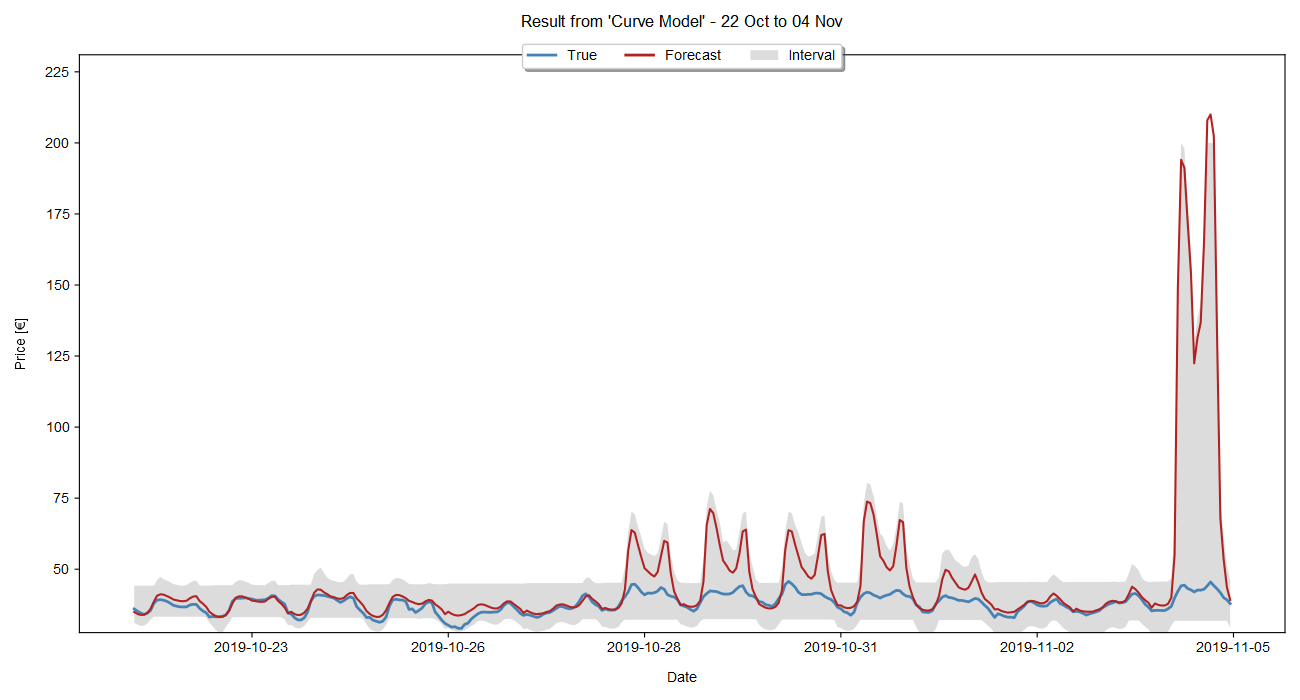 Result from 'Curve Model' - 22 Oct to 04 Nov
True Forecast Interval
225
200
175
150
125
100
75
50
Price [€]
2019-10-23 2019-10-26 2019-10-28 2019-10-31 2019-11-02 2019-11-05
Date